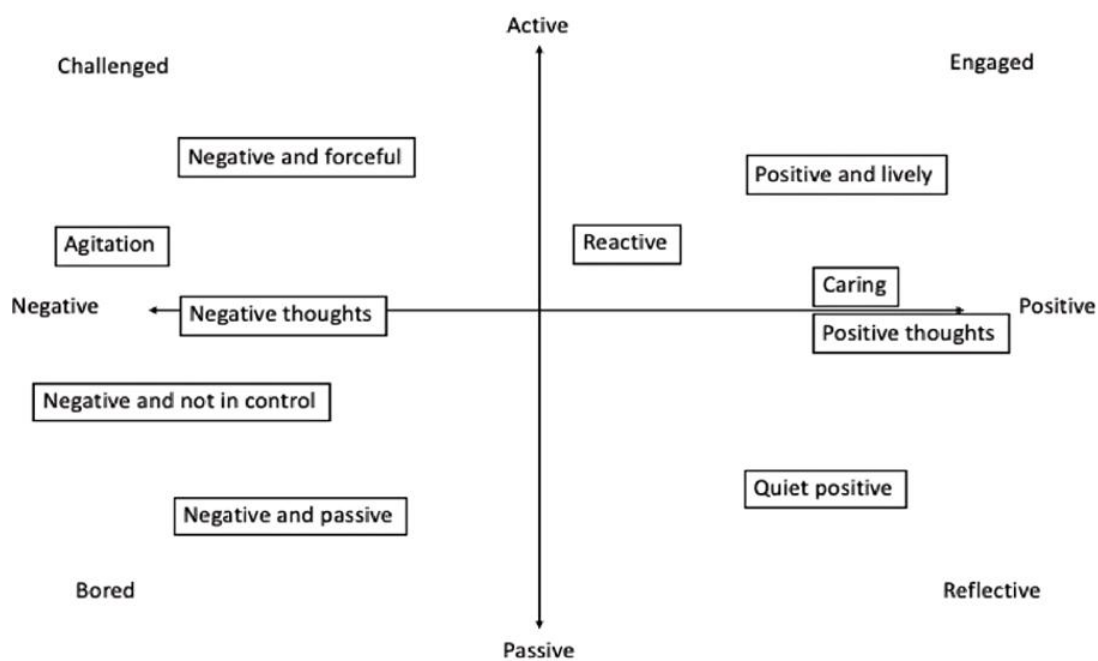 Active
Challenged
Engaged
Negative and forceful
Positive and lively
Agitation
Reactive
Caring
Negative
Negative thoughts
Positive
Positive thoughts
Negative and not in control
Quiet positive
Negative and passive
Bored
Reflective
Passive